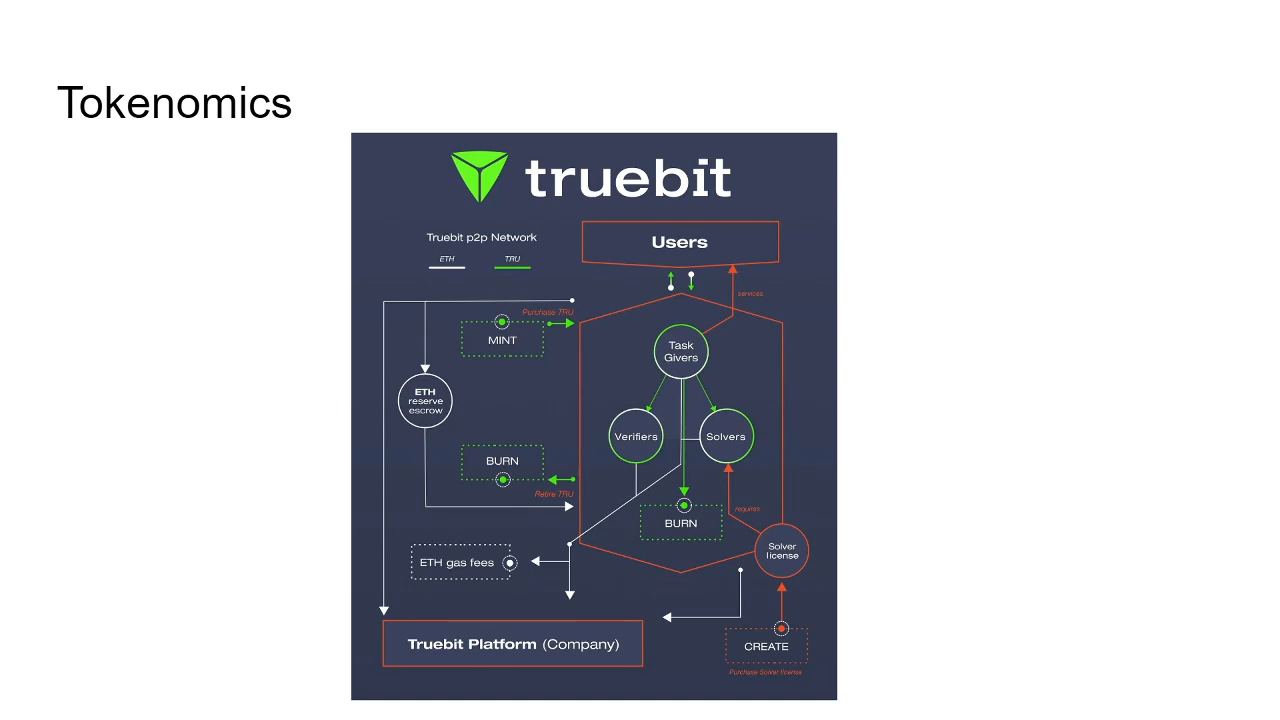 Tokenomics
truebit
Truebit p2p Network
ETH
TRU
Users
services
Purchase TRU
MINT
Task
Givers
ETH
reserve
escrow
Verifiers
Solvers
BURN
Retire TRU
requires
BURN
Solver
license
ETH gas fees
Truebit Platform (Company)
CREATE
Purchase Solver license